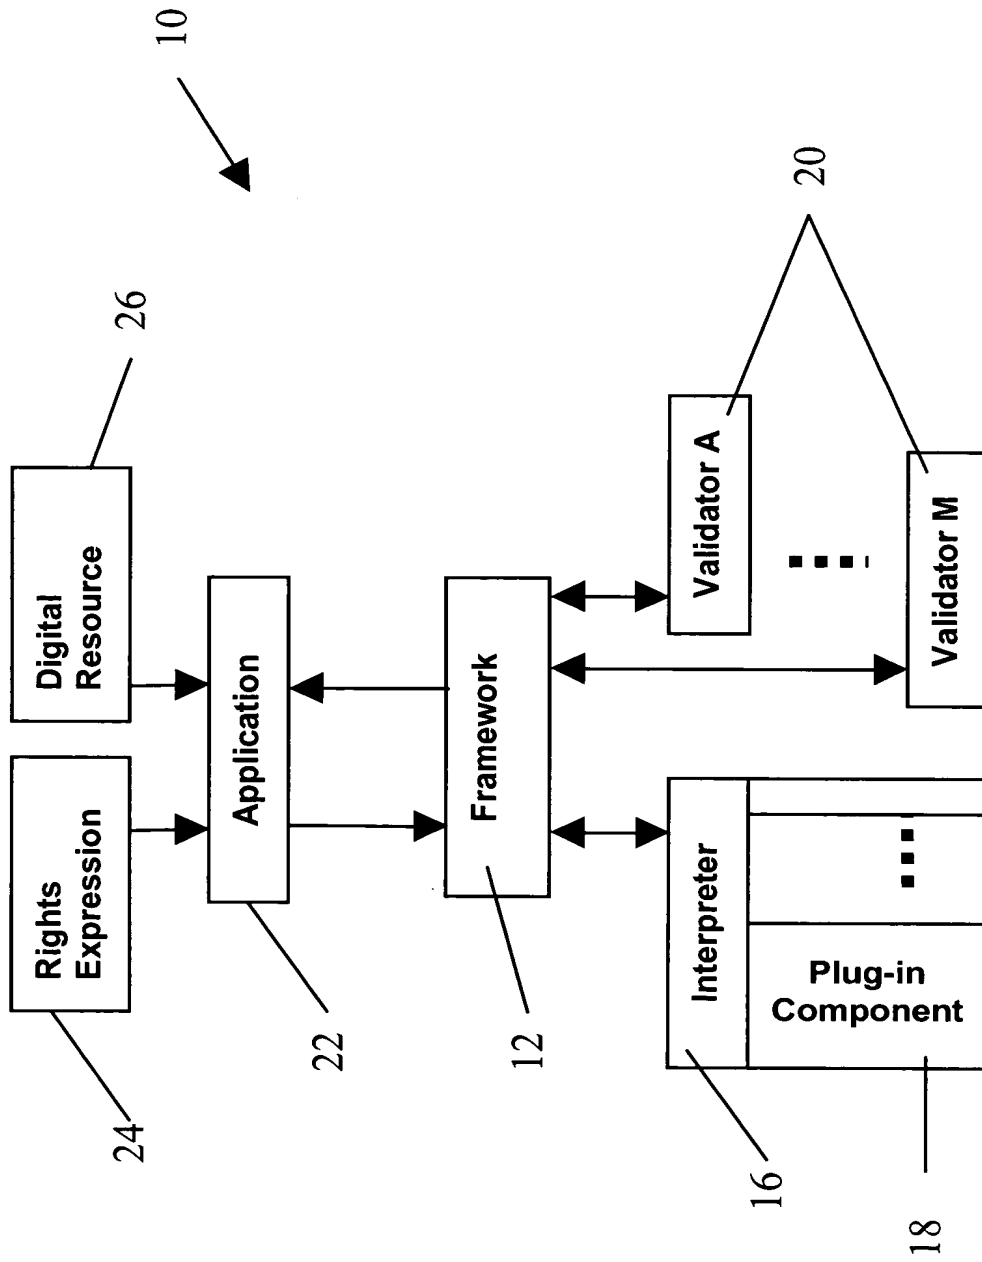 10
26
Digital
Resource
Rights
Expression
24
Application
22
Framework
12
20
Validator A
Validator M
Interpreter
16
Plug-in
Component
18